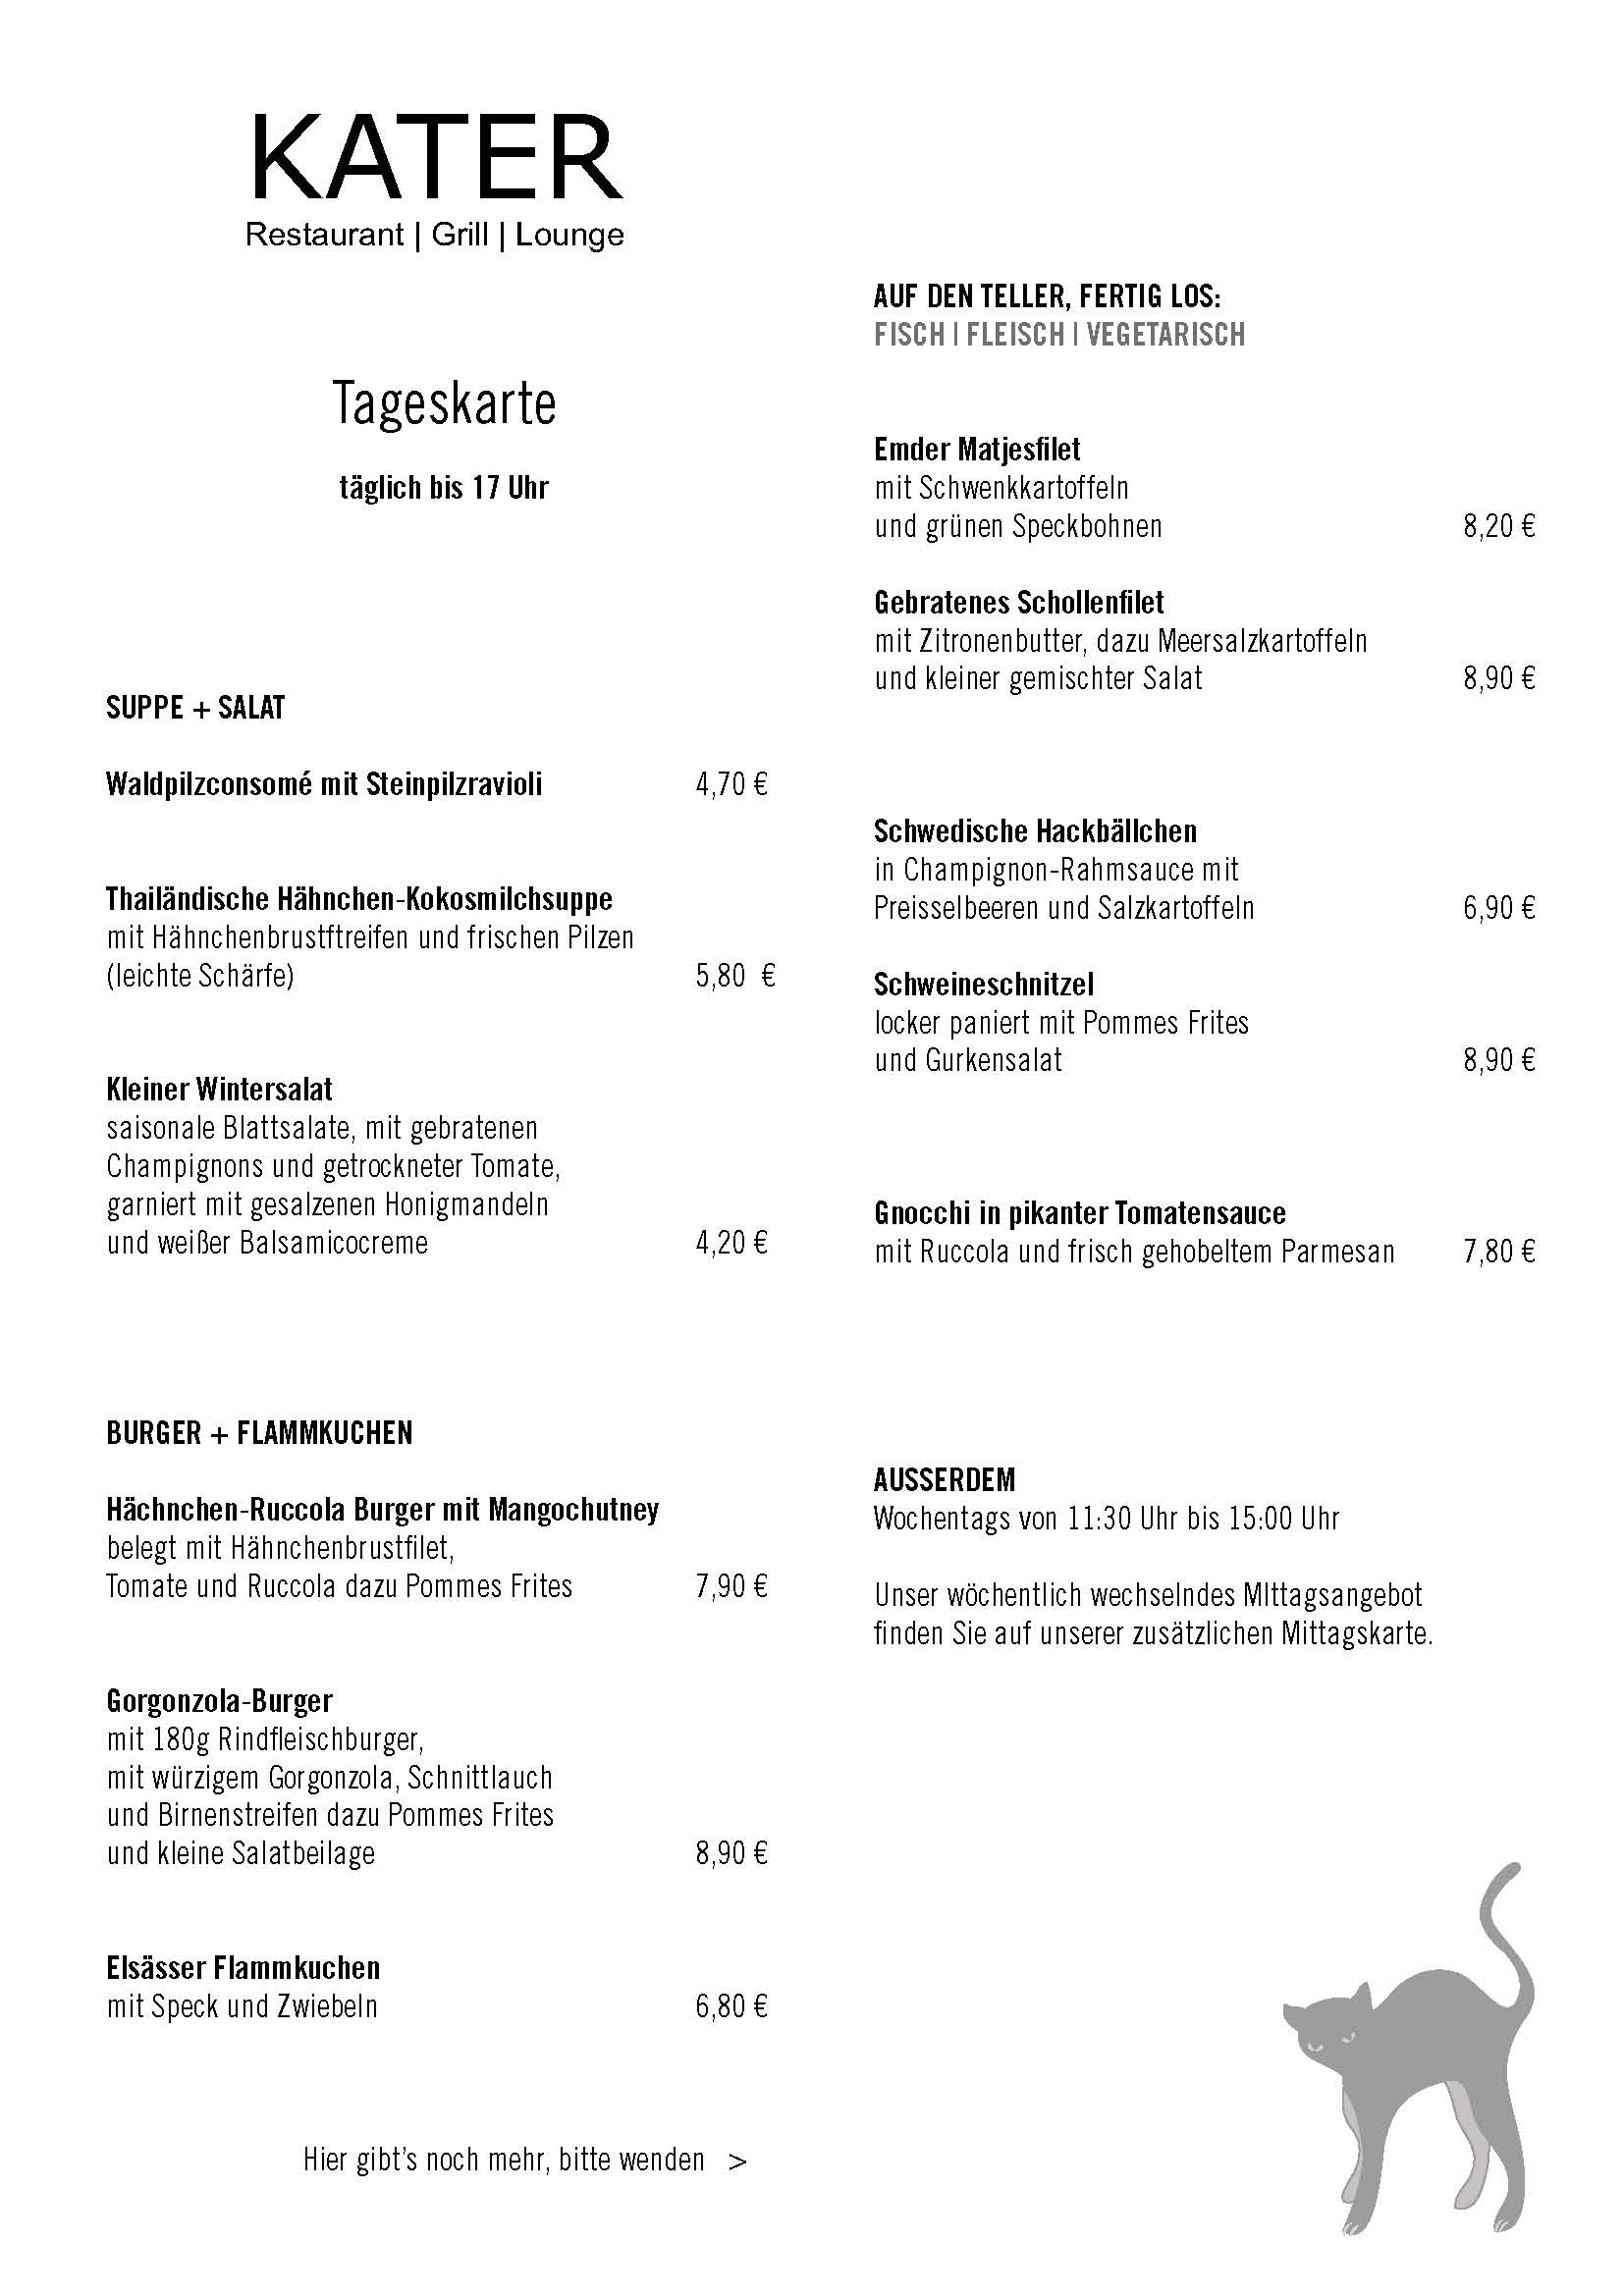 KATER
Restaurant | Grill | Lounge
Tageskarte
täglich bis 17 Uhr
SUPPE + SALAT
Waldpilzconsomé mit Steinpilzravioli 4,70 €
Thailändische Hähnchen-Kokosmilchsuppe
mit Hähnchenbrustftreifen und frischen Pilzen
(leichte Schärfe) 5,80 €
Kleiner Wintersalat
saisonale Blattsalate, mit gebratenen
Champignons und getrockneter Tomate,
garniert mit gesalzenen Honigmandeln
und weißer Balsamicocreme 4,20 €
BURGER + FLAMMKUCHEN
Hächnchen-Ruccola Burger mit Mangochutney
belegt mit Hähnchenbrustfilet,
Tomate und Ruccola dazu Pommes Frites 7,90 €
Gorgonzola-Burger
mit 180g Rindfleischburger,
mit würzigem Gorgonzola, Schnittlauch
und Birnenstreifen dazu Pommes Frites
und kleine Salatbeilage 8,90 €
Elsässer Flammkuchen
mit Speck und Zwiebeln 6,80 €
Hier gibt’s noch mehr, bitte wenden >
AUF DEN TELLER, FERTIG LOS:
FISCH | FLEISCH | VEGETARISCH
Emder Matjesfilet
mit Schwenkkartoffeln
und grünen Speckbohnen 8,20 €
Gebratenes Schollenfilet
mit Zitronenbutter, dazu Meersalzkartoffeln
und kleiner gemischter Salat 8,90 €
Schwedische Hackbällchen
in Champignon-Rahmsauce mit
Preisselbeeren und Salzkartoffeln 6,90 €
Schweineschnitzel
locker paniert mit Pommes Frites
und Gurkensalat 8,90 €
Gnocchi in pikanter Tomatensauce
mit Ruccola und frisch gehobeltem Parmesan 7,80 €
AUSSERDEM
Wochentags von 11:30 Uhr bis 15:00 Uhr
Unser wöchentlich wechselndes MIttagsangebot
finden Sie auf unserer zusätzlichen Mittagskarte.